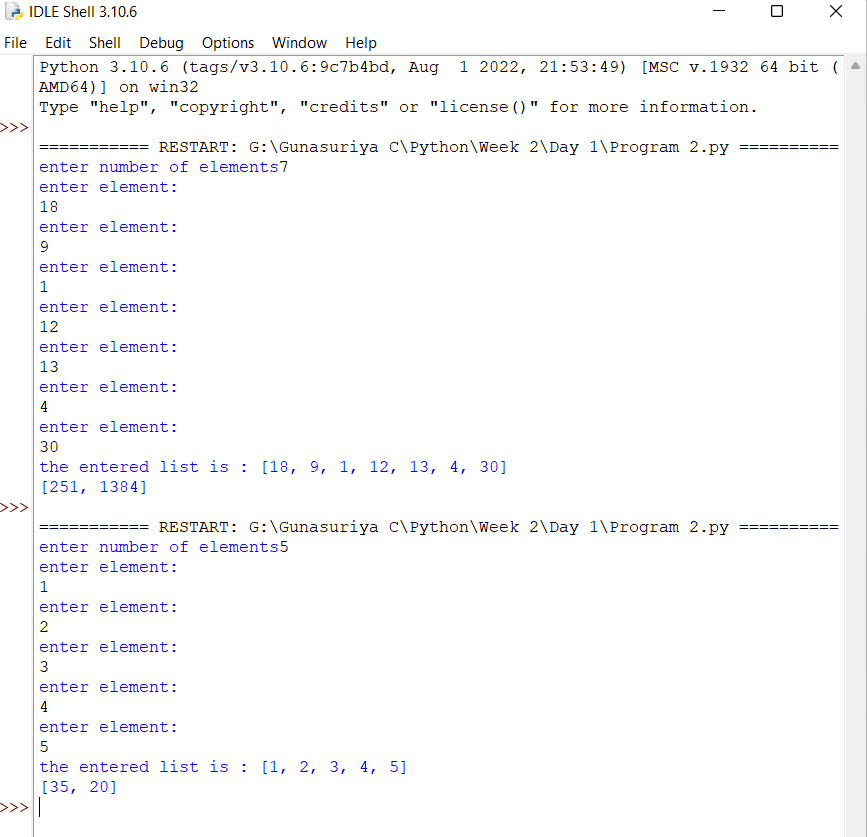 IDLE Shell 3.10.6
File Edit Shell Debug Options Window Help
Python 3.10.6 (tags/v3.10.6:9c7b4bd, Aug  1 2022, 21:53:49) [MSC v.1932 64 bit (
AMD64)] on win32
Type "help", "copyright", "credits" or "license()" for more information.
>>>
=========== RESTART: G:\Gunasuriya C\Python\Week 2\Day 1\Program 2.py ==========
enter number of elements7
enter element:
18
enter element:
9
enter element:
1
enter element:
12
enter element:
13
enter element:
4
enter element:
30
the entered list is : [18, 9, 1, 12, 13, 4, 30]
[251, 1384]
>>>
=========== RESTART: G:\Gunasuriya C\Python\Week 2\Day 1\Program 2.py ==========
enter number of elements5
enter element:
1
enter element:
2
enter element:
3
enter element:
4
enter element:
5
the entered list is : [1, 2, 3, 4, 5]
[35, 20]
>>>